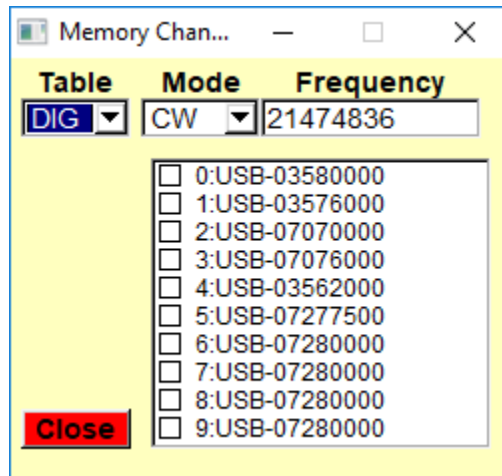 Memory Chan...
Table Mode Frequency
DIG CW 21474836
0:USB-03580000
1:USB-03576000
2:USB-07070000
3:USB-07076000
4:USB-03562000
5:USB-07277500
6:USB-07280000
7:USB-07280000
8:USB-07280000
9:USB-07280000
Close